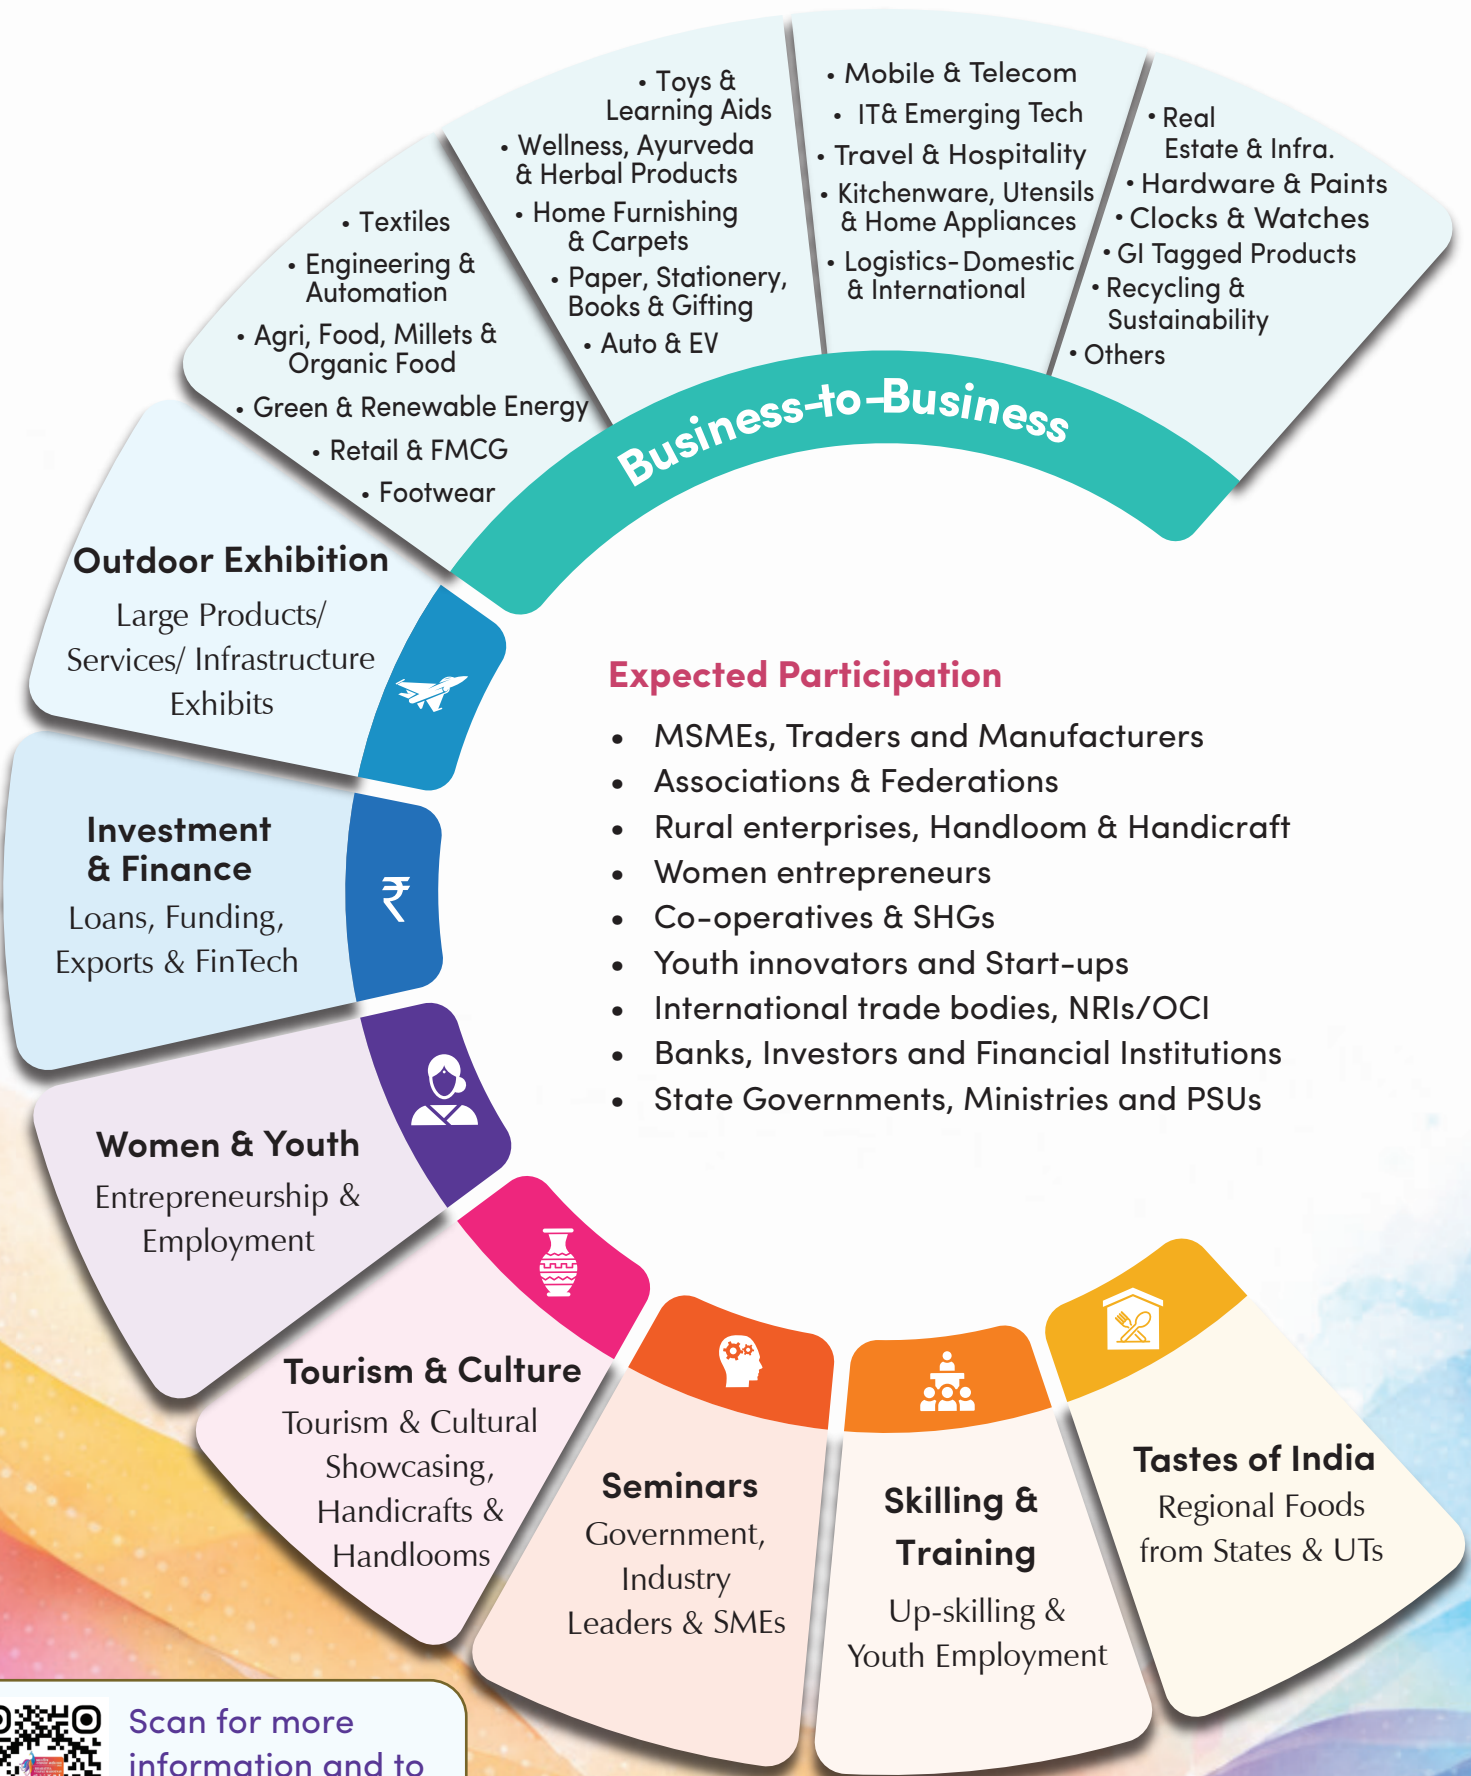 • Textiles
• Engineering &
Automation
• Agri, Food, Millets &
Organic Food
• Green & Renewable Energy
• Retail & FMCG
• Footwear
• Toys &
Learning Aids
• Wellness, Ayurveda
& Herbal Products
• Home Furnishing
& Carpets
• Paper, Stationery,
Books & Gifting
• Auto & EV
• Mobile & Telecom
• IT& Emerging Tech
• Travel & Hospitality
• Kitchenware, Utensils
& Home Appliances
• Logistics-Domestic
& International
• Real
Estate & Infra.
• Hardware & Paints
• Clocks & Watches
• GI Tagged Products
• Recycling &
Sustainability
• Others
Business-to-Business
Outdoor Exhibition
Large Products/
Services/ Infrastructure
Exhibits
₹
Investment
& Finance
Loans, Funding,
Exports & FinTech
Women & Youth
Entrepreneurship &
Employment
Tourism & Culture
Tourism & Cultural
Showcasing,
Handicrafts &
Handlooms
Seminars
Government,
Industry
Leaders & SMEs
Skilling &
Training
Up-skilling &
Youth Employment
Tastes of India
Regional Foods
from States & UTs
Expected Participation
• MSMEs, Traders and Manufacturers
• Associations & Federations
• Rural enterprises, Handloom & Handicraft
• Women entrepreneurs
• Co-operatives & SHGs
• Youth innovators and Start-ups
• International trade bodies, NRIs/OCI
• Banks, Investors and Financial Institutions
• State Governments, Ministries and PSUs
Scan for more
information and to